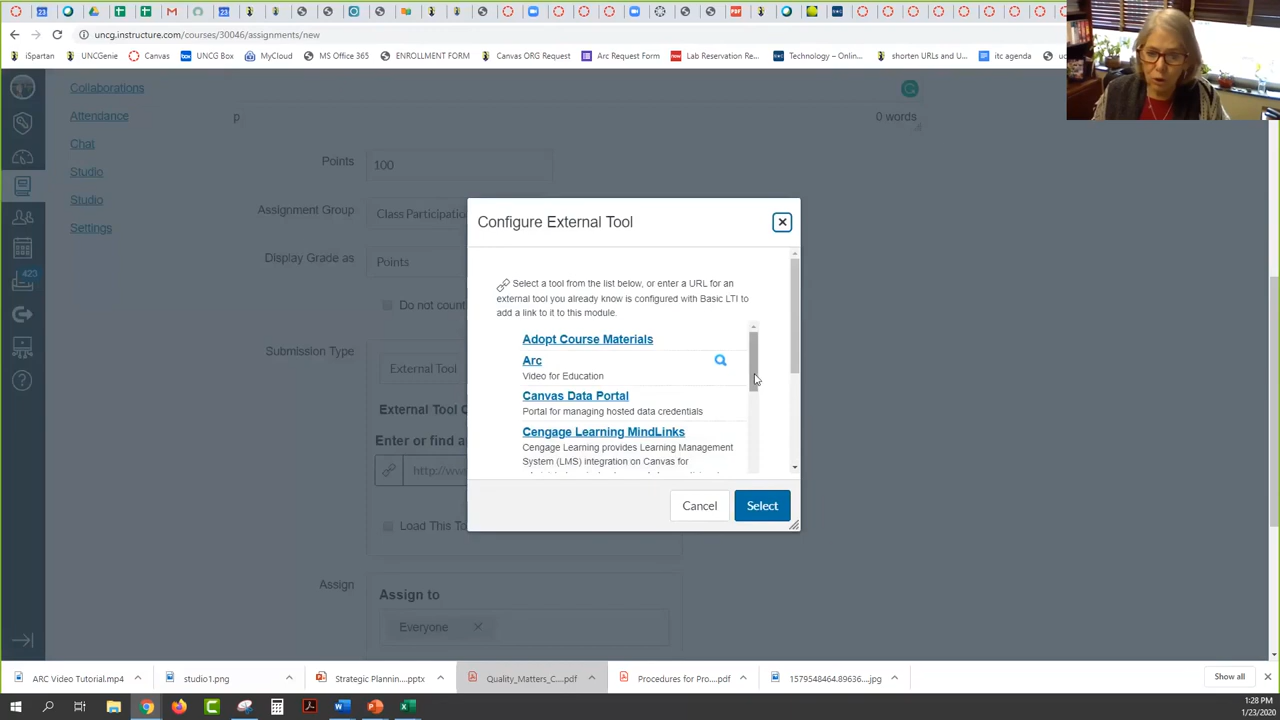 23
23
PDF
uncg.instructure.com/courses/30046/assignments/new
iSpartan
UNCGenie
Canvas
UNCG Box
MyCloud
MS Office 365
ENROLLMENT FORM
Canvas ORG Request
Arc Request Form
Lab Reservation Re...
Technology – Onlin...
shorten URLs and U...
itc agenda
Collaborations
Attendance
p
0 words
Chat
Points
100
Studio
Studio
Assignment Group
Class Participatio
Settings
Configure External Tool
Display Grade as
Points
423
Do not count
Select a tool from the list below, or enter a URL for an
external tool you already know is configured with Basic LTI to
add a link to it to this module.
Adopt Course Materials
Arc
Video for Education
Canvas Data Portal
Portal for managing hosted data credentials
Cengage Learning MindLinks
Cengage Learning provides Learning Management
System (LMS) integration on Canvas for
Submission Type
External Tool
External Tool O
Enter or find a
http://ww
Cancel
Select
Load This To
Assign
Assign to
Everyone
ARC Video Tutorial.mp4
studio1.png
Strategic Plannin....pptx
Quality_Matters_C....pdf
Procedures for Pro....pdf
1579548464.89636....jpg
Show all
1:28 PM
1/23/2020